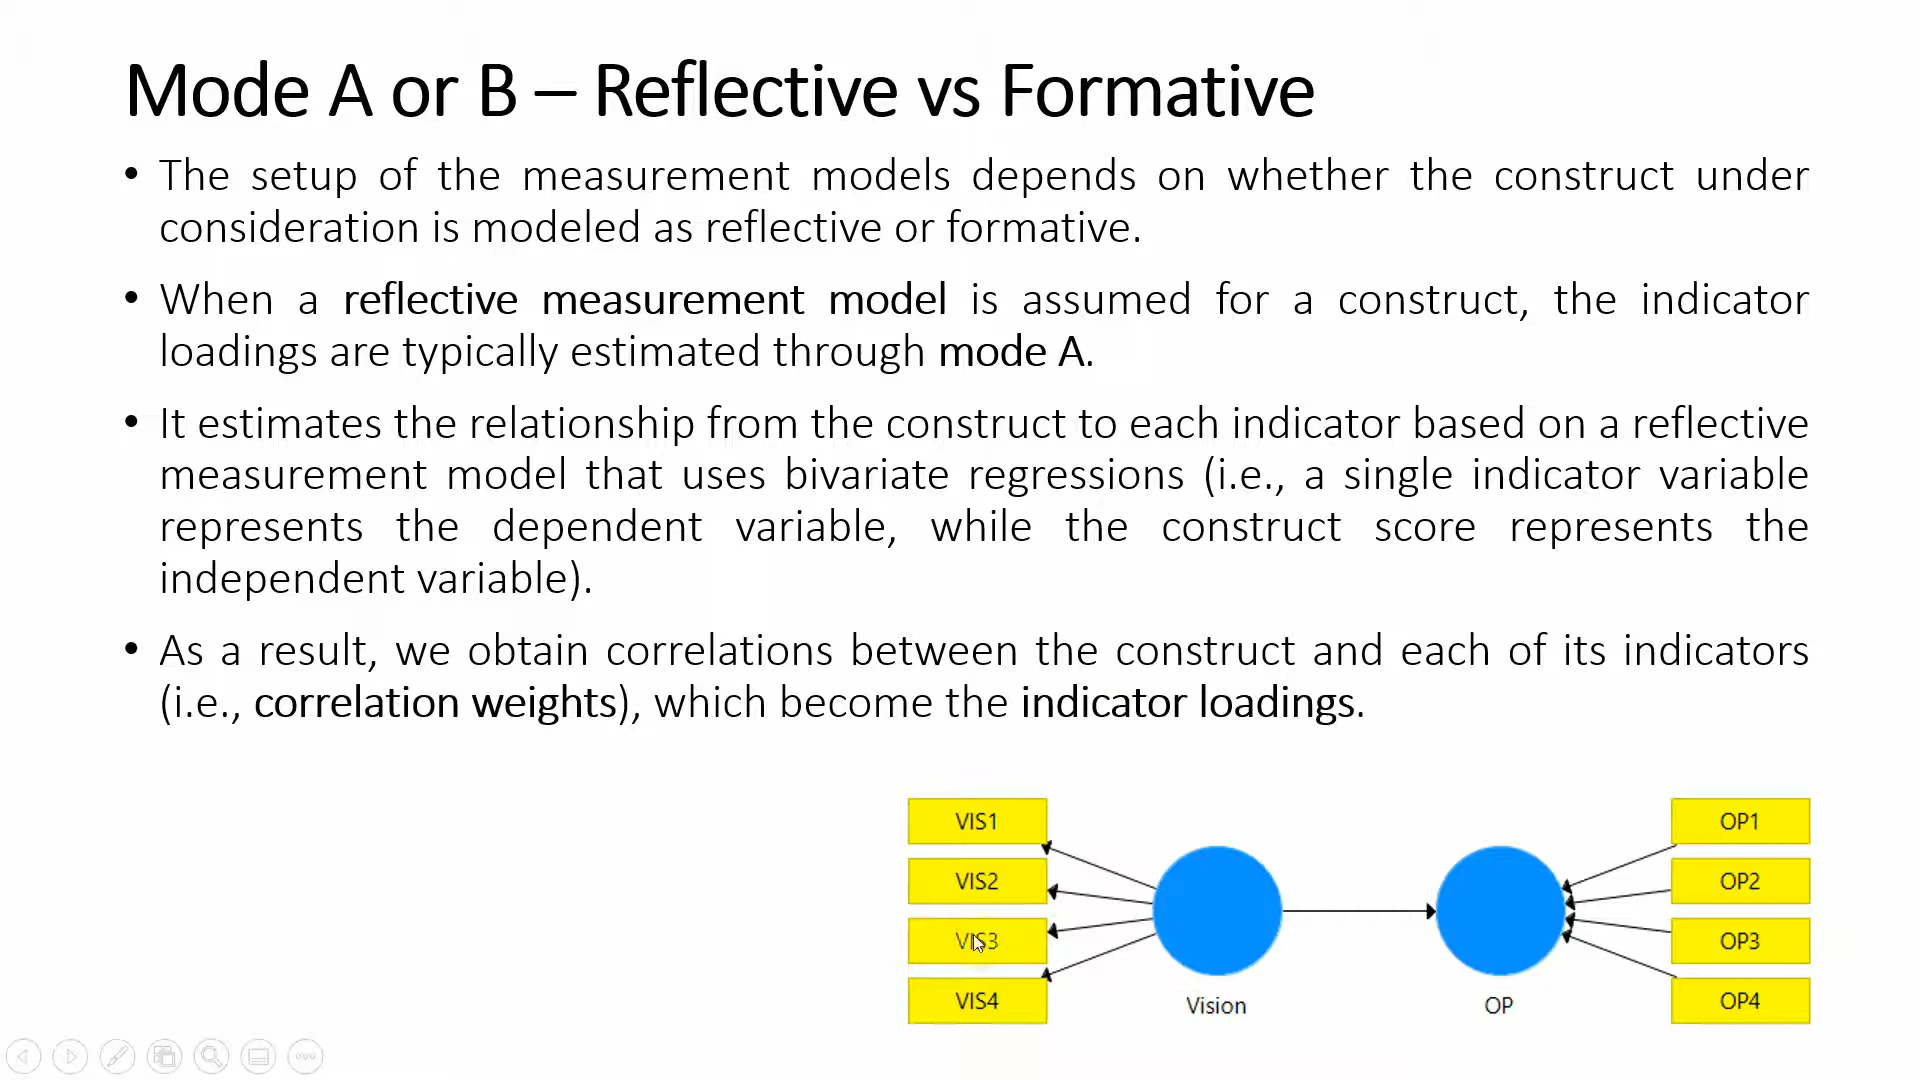 Mode A or B – Reflective vs Formative
• The setup of the measurement models depends on whether the construct under
consideration is modeled as reflective or formative.
• When a reflective measurement model is assumed for a construct, the indicator
loadings are typically estimated through mode A.
• It estimates the relationship from the construct to each indicator based on a reflective
measurement model that uses bivariate regressions (i.e., a single indicator variable
represents the dependent variable, while the construct score represents the
independent variable).
• As a result, we obtain correlations between the construct and each of its indicators
(i.e., correlation weights), which become the indicator loadings.
VIS1
VIS2
VIS3
VIS4
Vision
OP
OP1
OP2
OP3
OP4